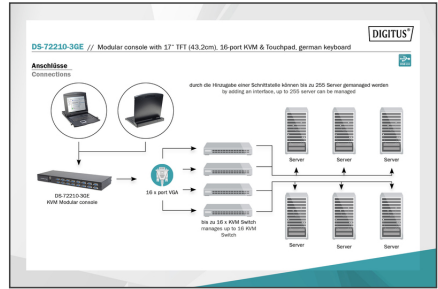 DIGITUS®
DS-72210-3GE // Modular console with 17" TFT (43,2cm), 16-port KVM & Touchpad, german keyboard
Anschlüsse
Connections
durch die Hinzugabe einer Schnittstelle können bis zu 255 Server gemanaged werden
by adding an interface, up to 255 server can be managed
Server
Server
Server
DS-72210-3GE
KVM Modular console
16 x port VGA
bis zu 16 x KVM Switch
manages up to 16 KVM
Switch
Server
Server
Server